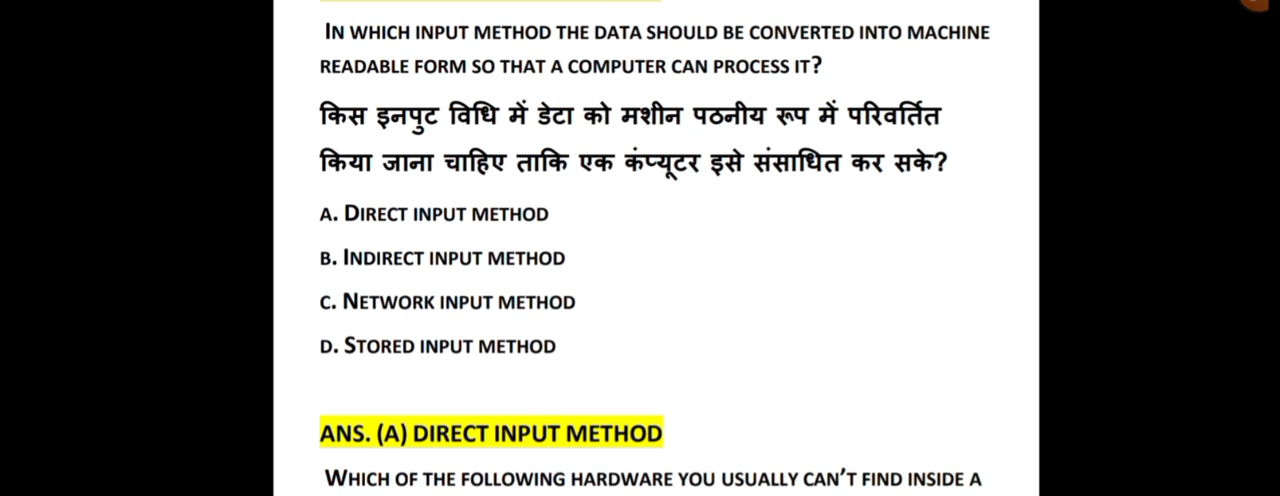 IN WHICH INPUT METHOD THE DATA SHOULD BE CONVERTED INTO MACHINE
READABLE FORM SO THAT A COMPUTER CAN PROCESS IT?
किस इनपुट विधि में डेटा को मशीन पठनीय रूप में परिवर्तित
किया जाना चाहिए ताकि एक कंप्यूटर इसे संसाधित कर सके?
A. DIRECT INPUT METHOD
B. INDIRECT INPUT METHOD
C. NETWORK INPUT METHOD
D. STORED INPUT METHOD
ANS. (A) DIRECT INPUT METHOD
WHICH OF THE FOLLOWING HARDWARE YOU USUALLY CAN'T FIND INSIDE A